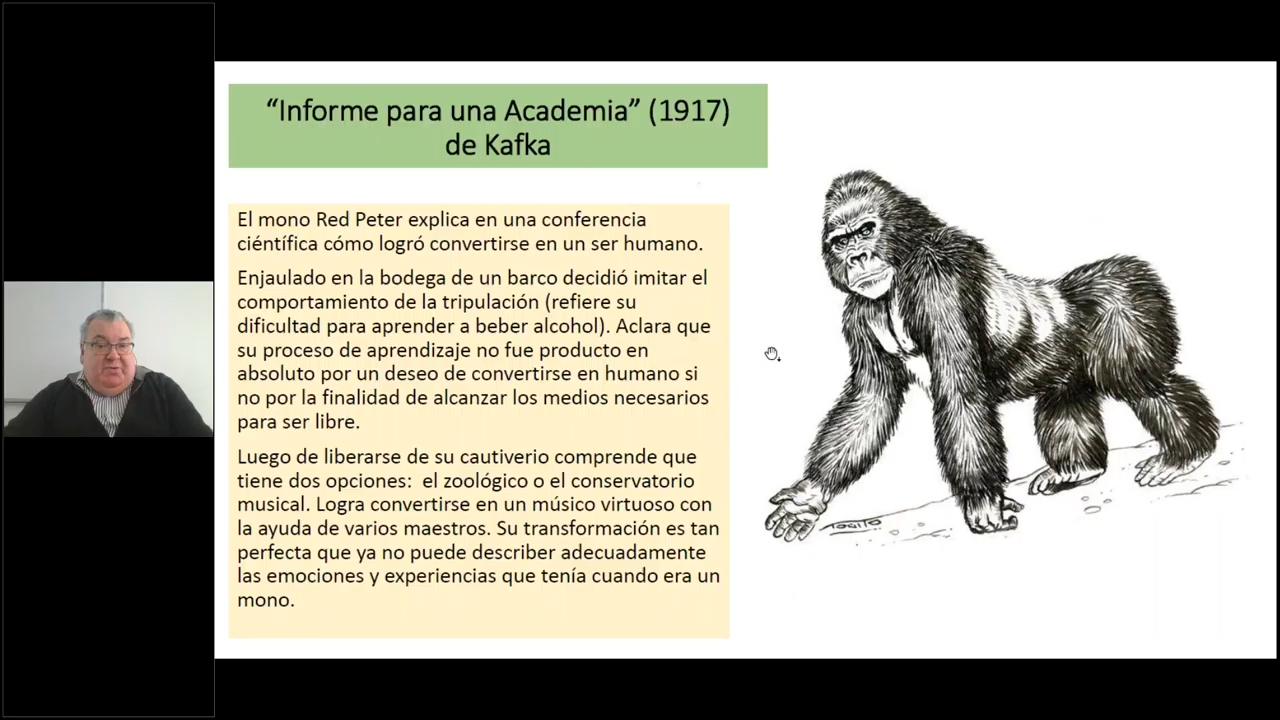 “Informe para una Academia” (1917)
de Kafka
El mono Red Peter explica en una conferencia
ciéntífica cómo logró convertirse en un ser humano.
Enjaulado en la bodega de un barco decidió imitar el
comportamiento de la tripulación (refiere su
dificultad para aprender a beber alcohol). Aclara que
su proceso de aprendizaje no fue producto en
absoluto por un deseo de convertirse en humano si
no por la finalidad de alcanzar los medios necesarios
para ser libre.
Luego de liberarse de su cautiverio comprende que
tiene dos opciones:  el zoológico o el conservatorio
musical. Logra convertirse en un músico virtuoso con
la ayuda de varios maestros. Su transformación es tan
perfecta que ya no puede describer adecuadamente
las emociones y experiencias que tenía cuando era un
mono.